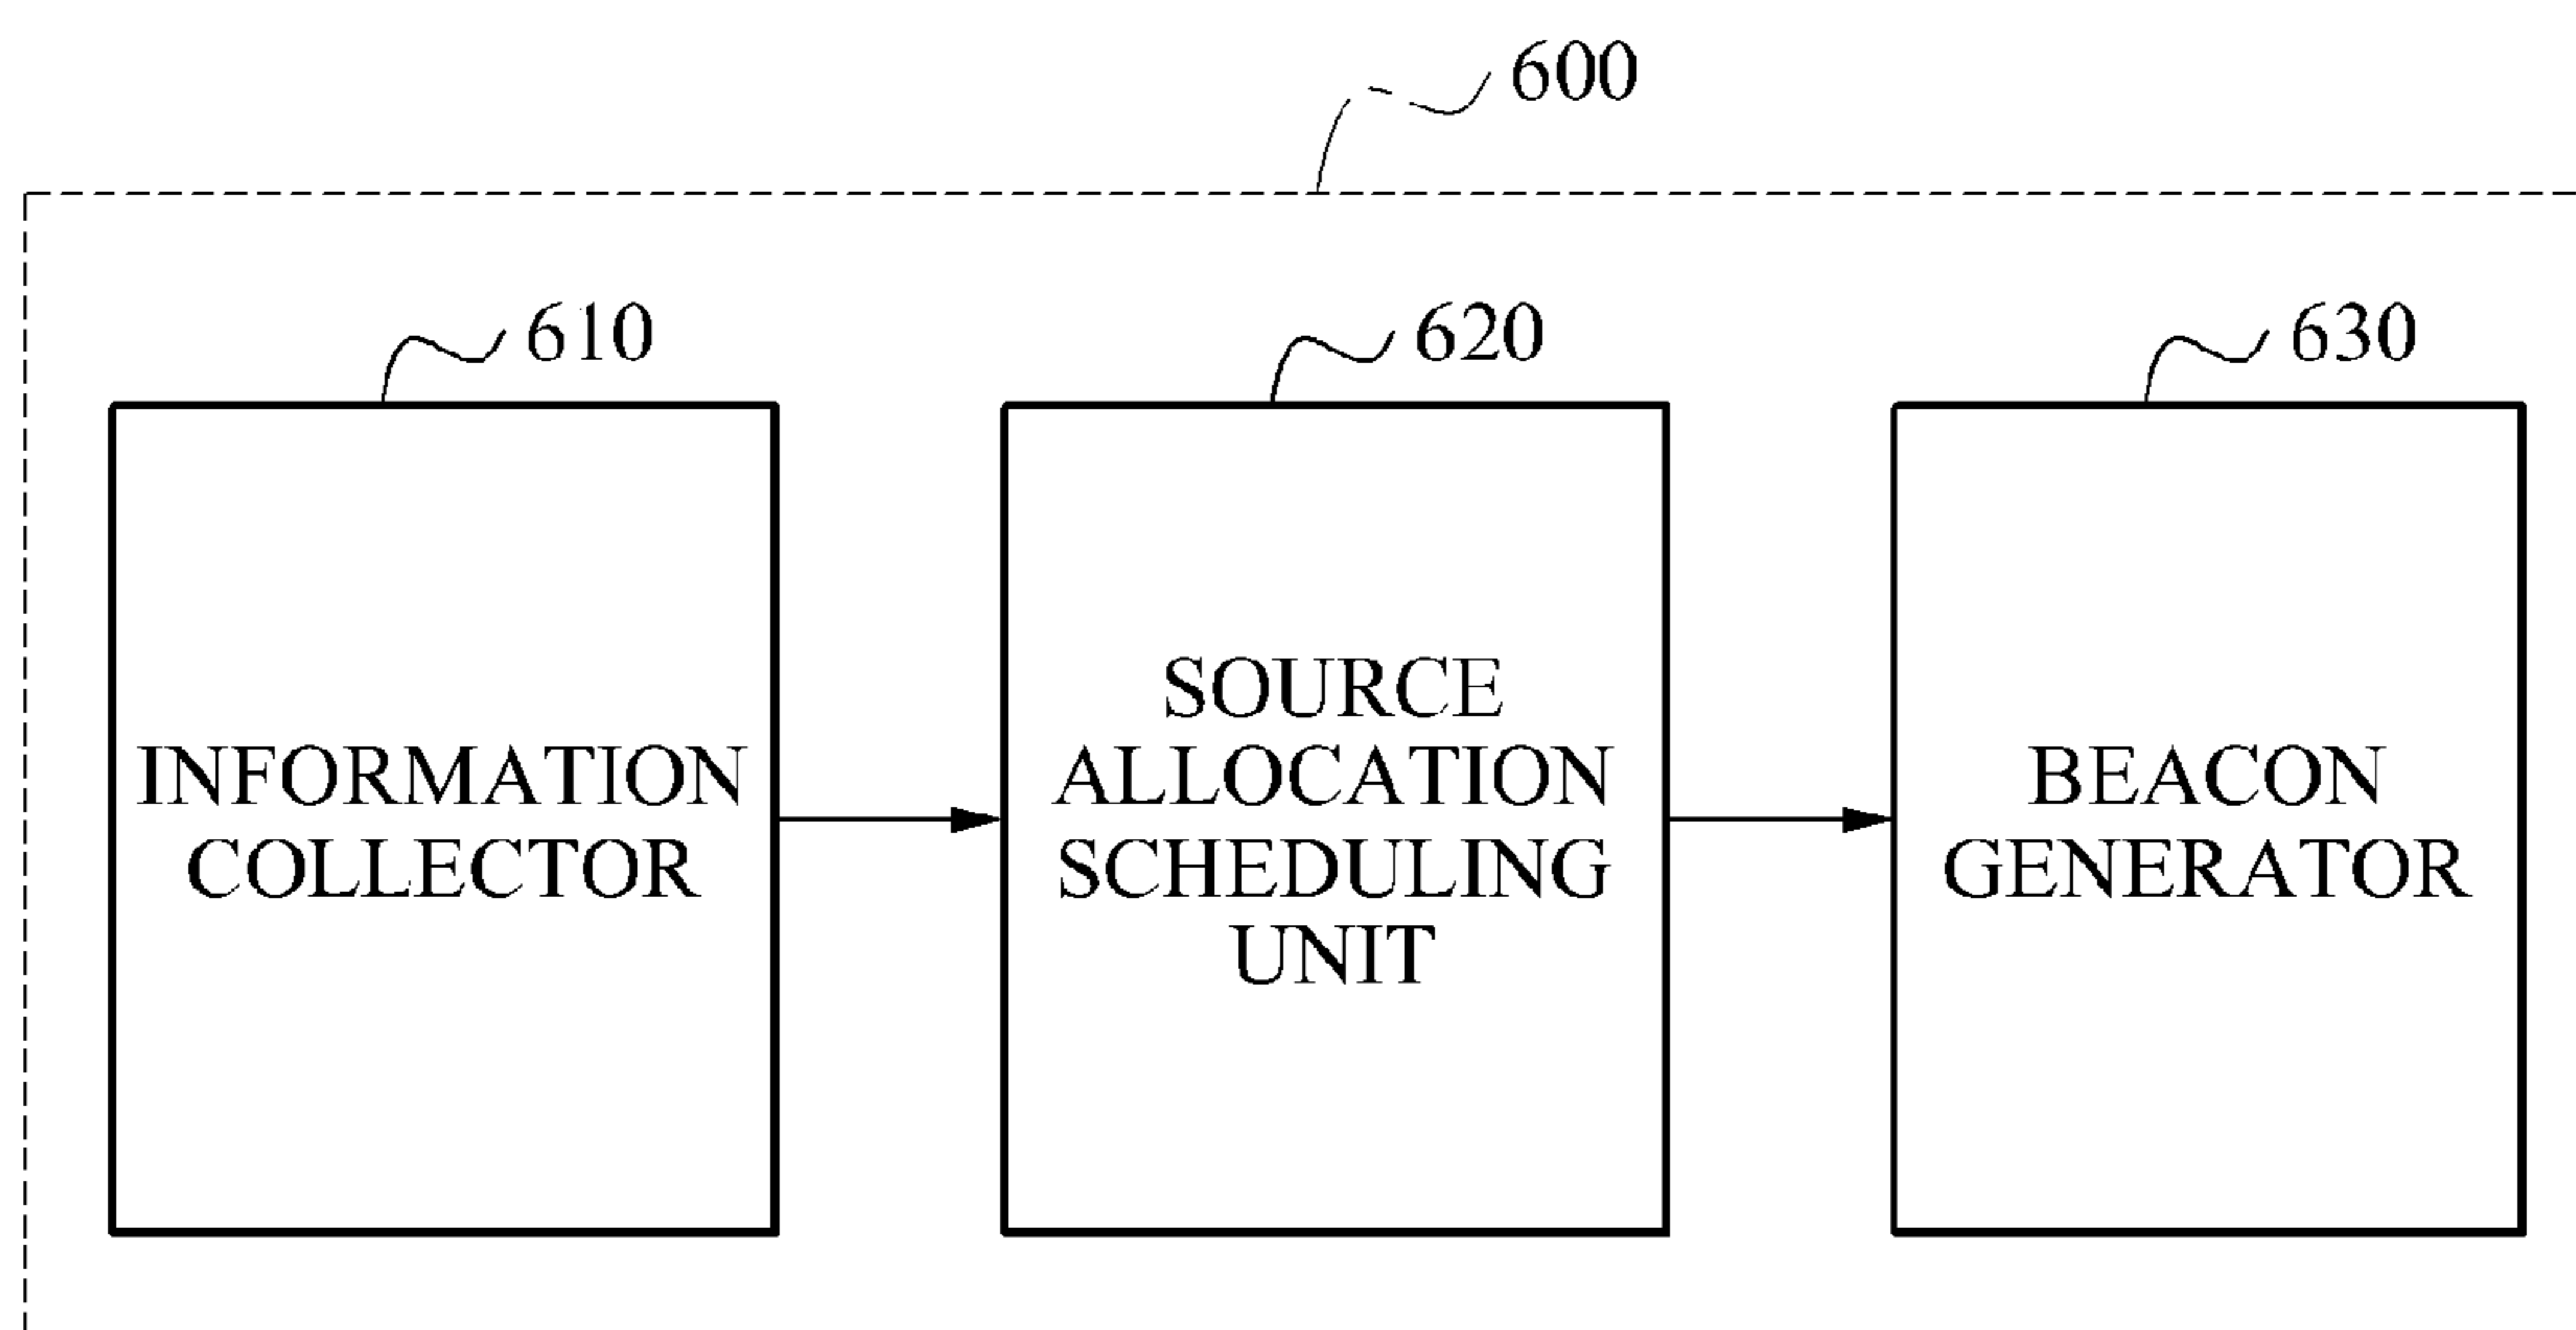 600
610
620
630
INFORMATION
COLLECTOR
SOURCE
ALLOCATION
SCHEDULING
UNIT
BEACON
GENERATOR